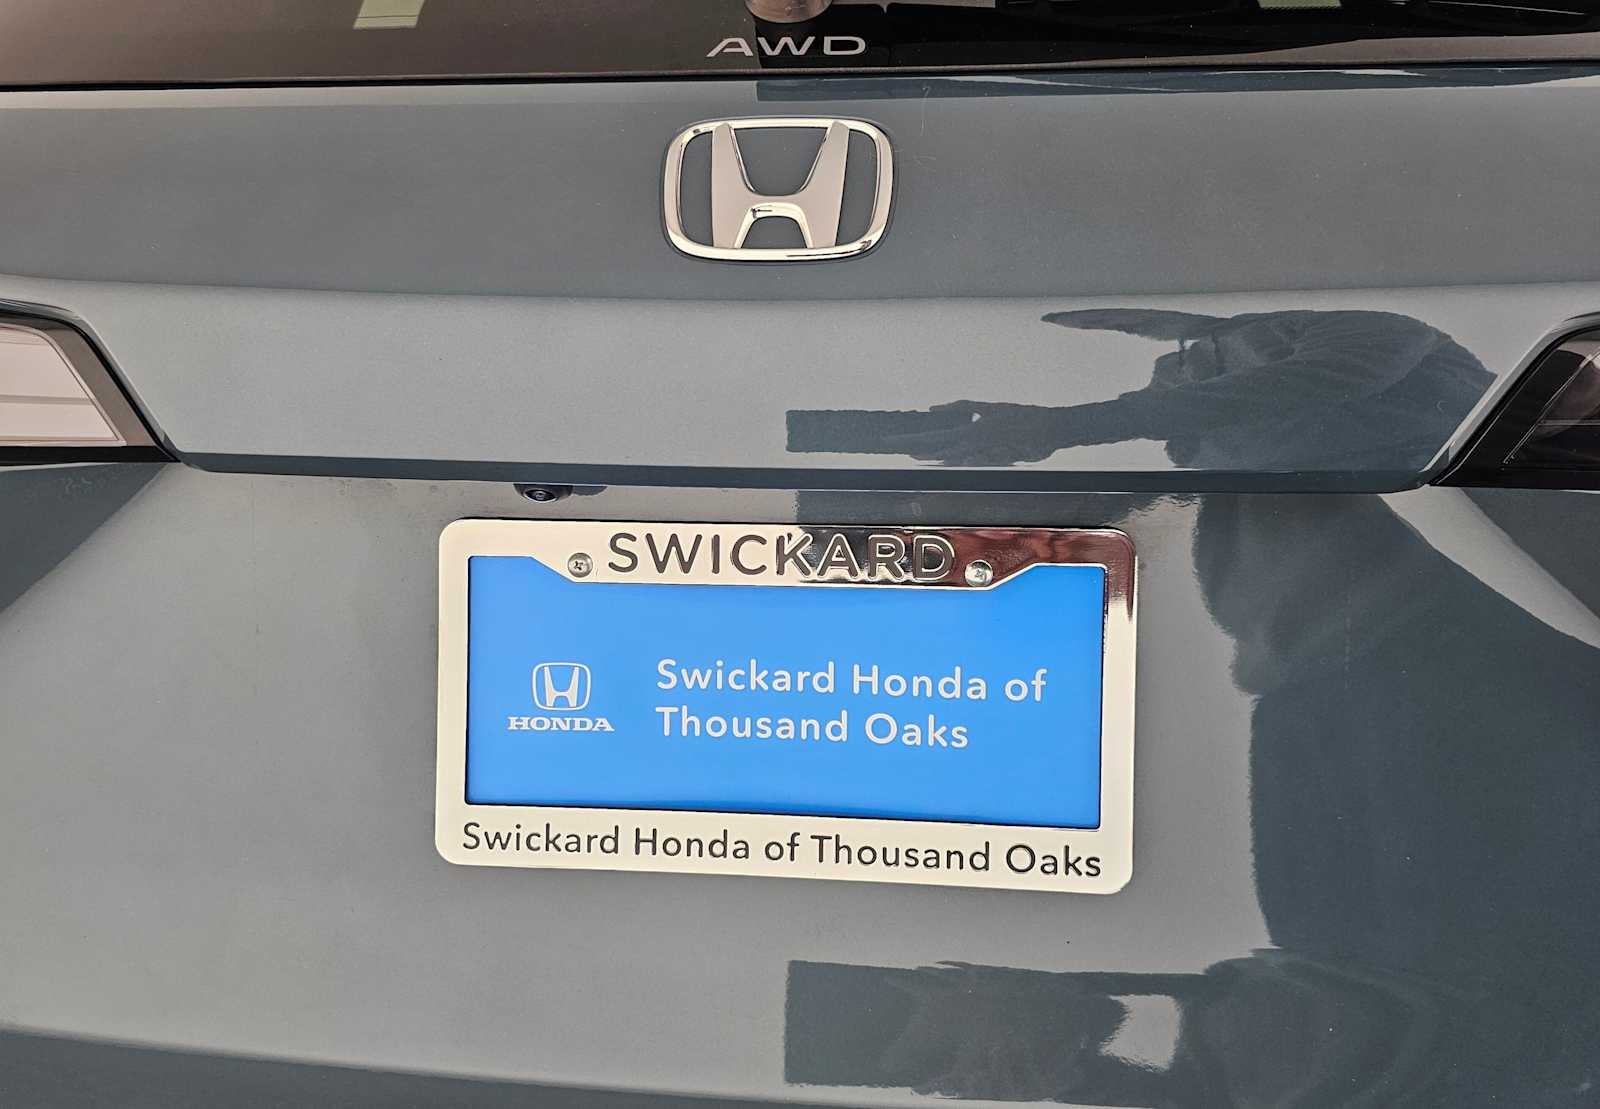 AWD
SWICKARD
HONDA
Swickard Honda of
Thousand Oaks
Swickard Honda of Thousand Oaks